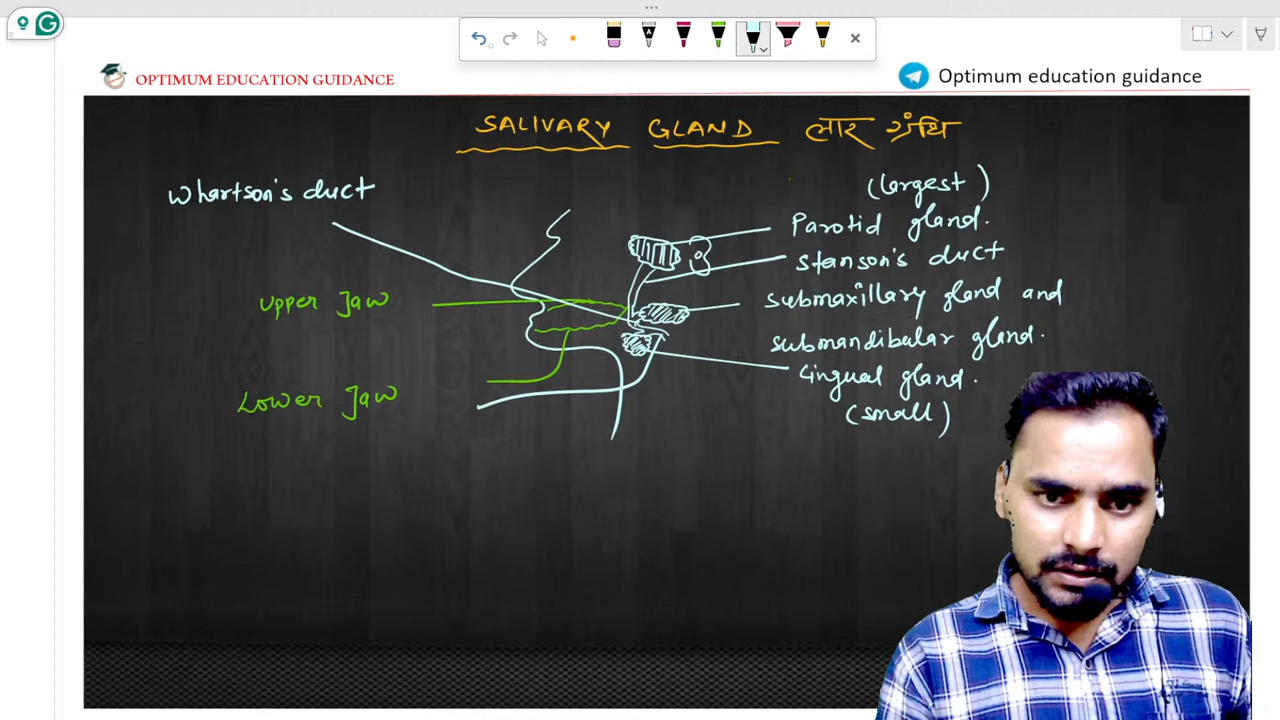 OPTIMUM EDUCATION GUIDANCE
Optimum education guidance
SALIVARY GLAND लार ग्रंथि
Whartson's duct
(largest)
Parotid gland.
Stenson's duct
Upper Jaw
submaxillary gland and
submandibular gland.
Lower Jaw
Lingual gland.
(small)